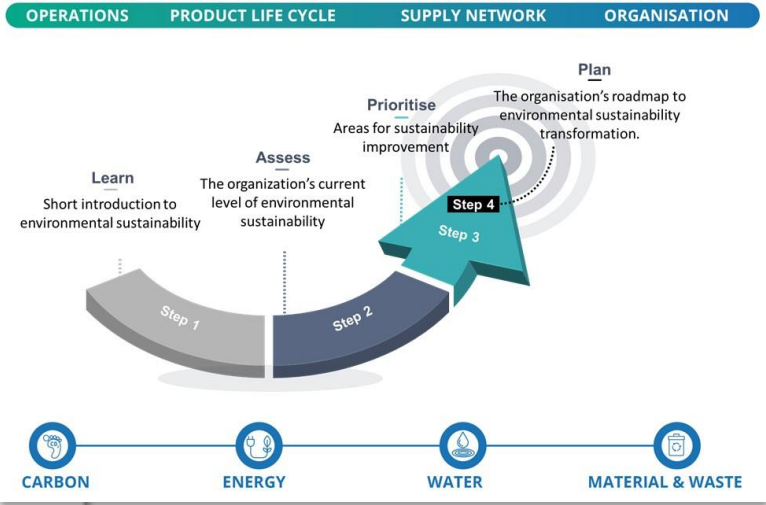 OPERATIONS PRODUCT LIFE CYCLE SUPPLY NETWORK ORGANISATION
Plan
The organisation's roadmap to
environmental sustainability
transformation.
Prioritise
Areas for sustainability
improvement
Assess
The organization's current
level of environmental
sustainability
Learn
Short introduction to
environmental sustainability
Step 4
Step 3
Step 2
Step 1
CO2
CARBON ENERGY WATER MATERIAL & WASTE